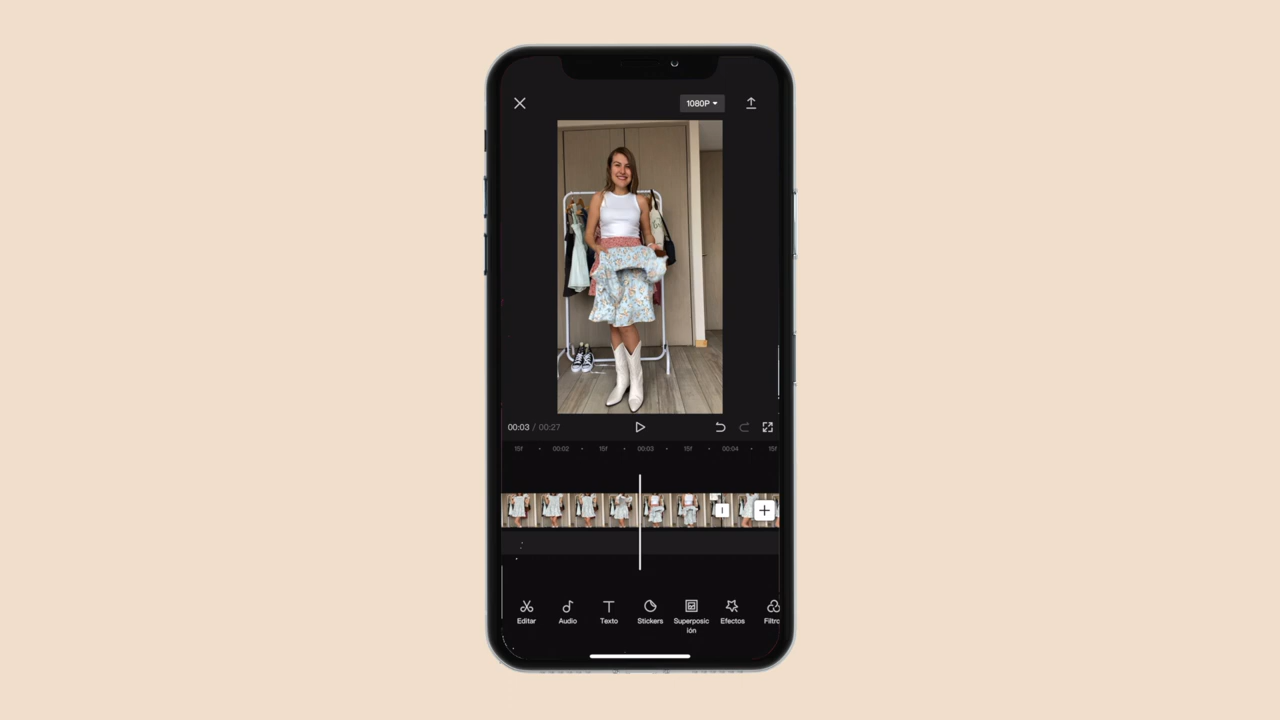 1080P
00:03 / 00:27
15f 00:02 15f 00:03 15f 00:04 15f
Editar Audio Texto Stickers Superposic Efectos Filtro
ión